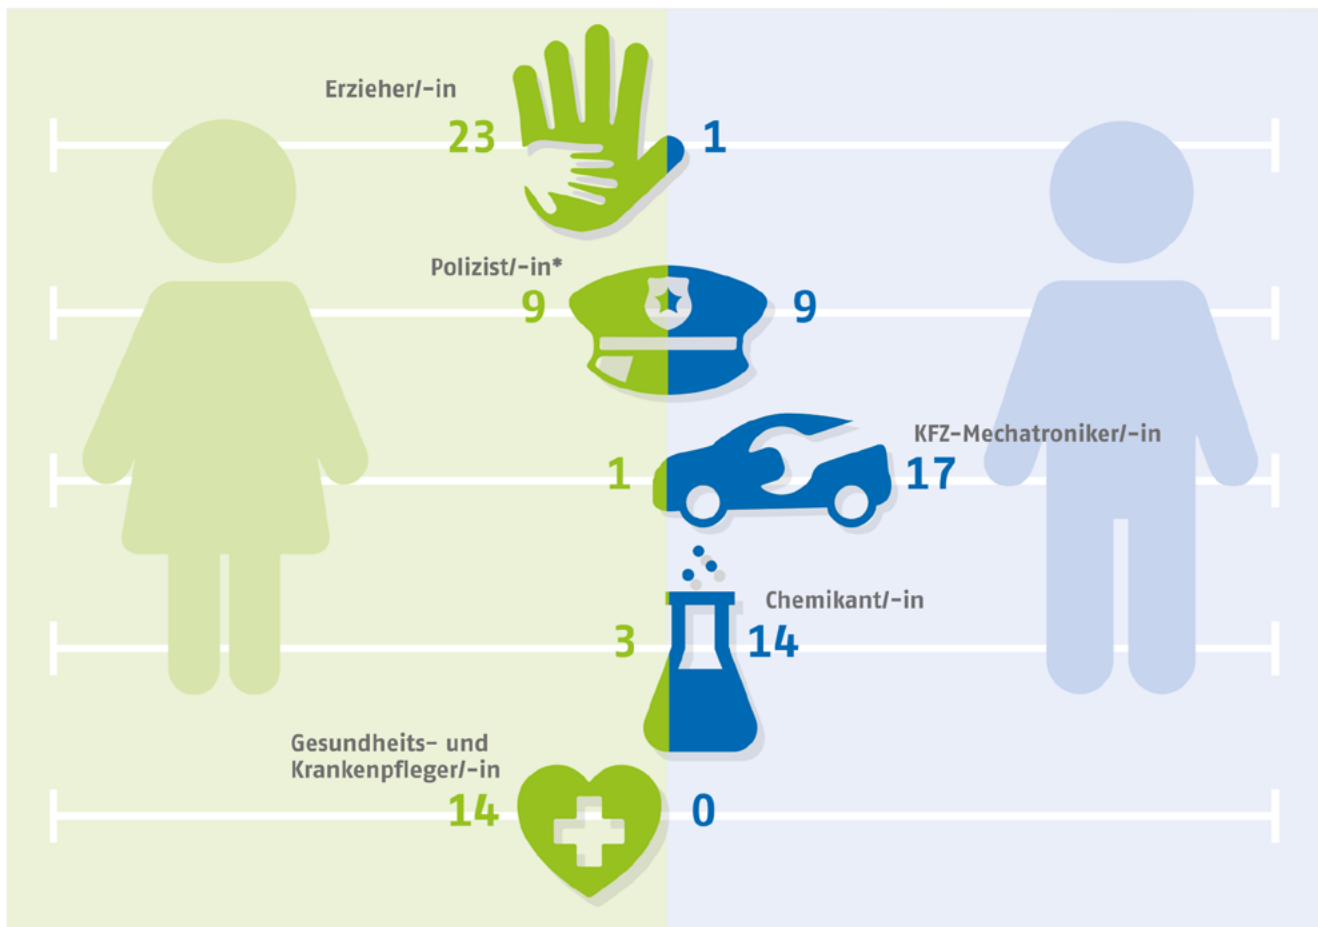 Erzieher/-in
23 1
Polizist/-in*
9 9
KFZ-Mechatroniker/-in
1 17
Chemikant/-in
3 14
Gesundheits- und
Krankenpfleger/-in
14 0